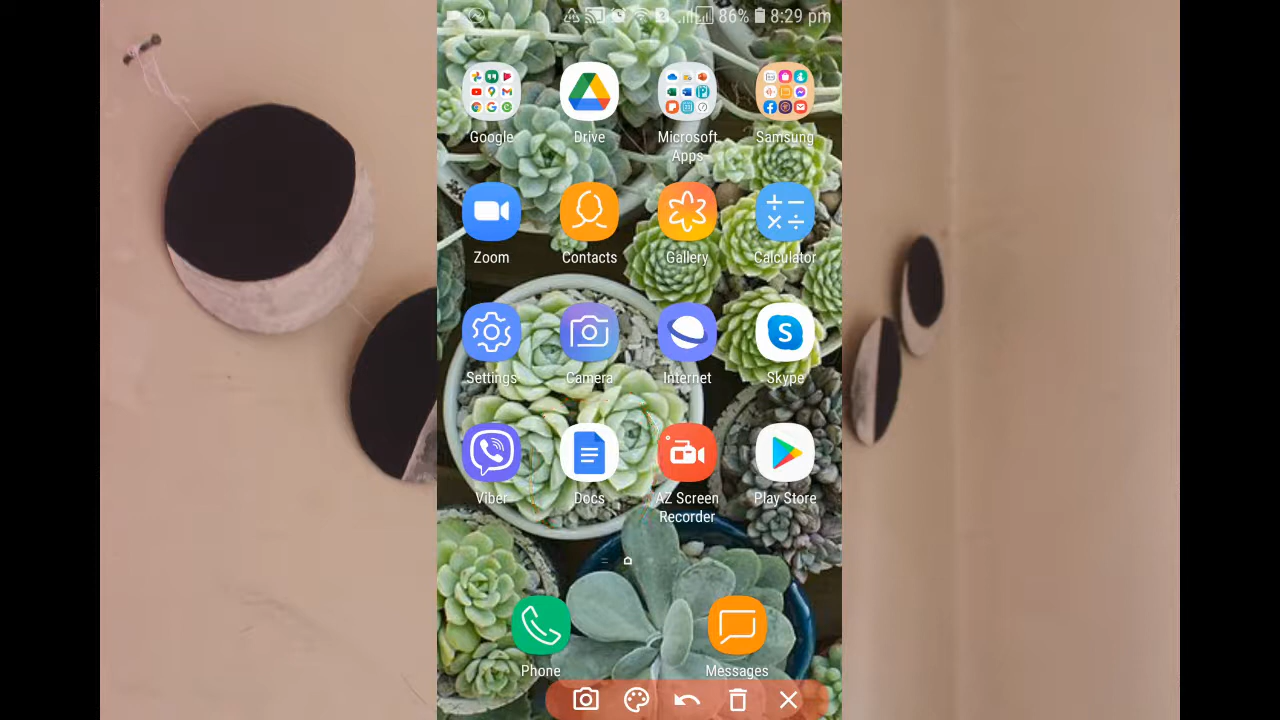 86% 8:29 pm
Google Drive Microsoft Apps Samsung
Zoom Contacts Gallery Calculator
Settings Camera Internet Skype
Viber Docs AZ Screen Recorder Play Store
Phone Messages